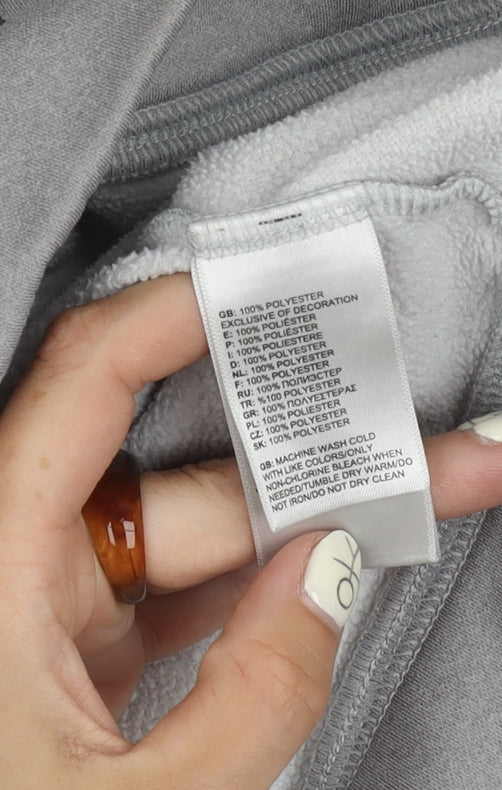 GB: 100% POLYESTER
EXCLUSIVE OF DECORATION
E: 100% POLIÉSTER
P: 100% POLIÉSTER
I: 100% POLIESTERE
D: 100% POLYESTER
NL: 100% POLYESTER
F: 100% POLYESTER
RU: 100% ПОЛИЭСТЕР
TR: %100 POLYESTER
GR: 100% ΠΟΛΥΕΣΤΕΡΑΣ
PL: 100% POLIESTER
CZ: 100% POLYESTER
SK: 100% POLYESTER
GB: MACHINE WASH COLD
WITH LIKE COLORS/ONLY
NON-CHLORINE BLEACH WHEN
NEEDED/TUMBLE DRY WARM/DO
NOT IRON/DO NOT DRY CLEAN